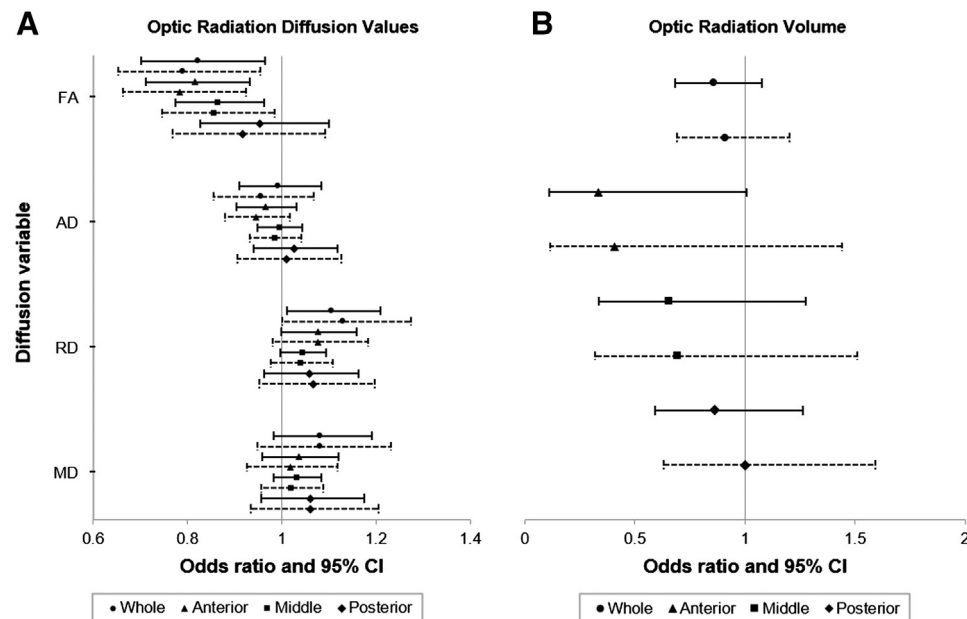 A
Optic Radiation Diffusion Values
FA
AD
RD
MD
Diffusion variable
0.6 0.8 1 1.2 1.4
Odds ratio and 95% CI
Whole Anterior Middle Posterior
B
Optic Radiation Volume
0 0.5 1 1.5 2
Odds ratio and 95% CI
Whole Anterior Middle Posterior